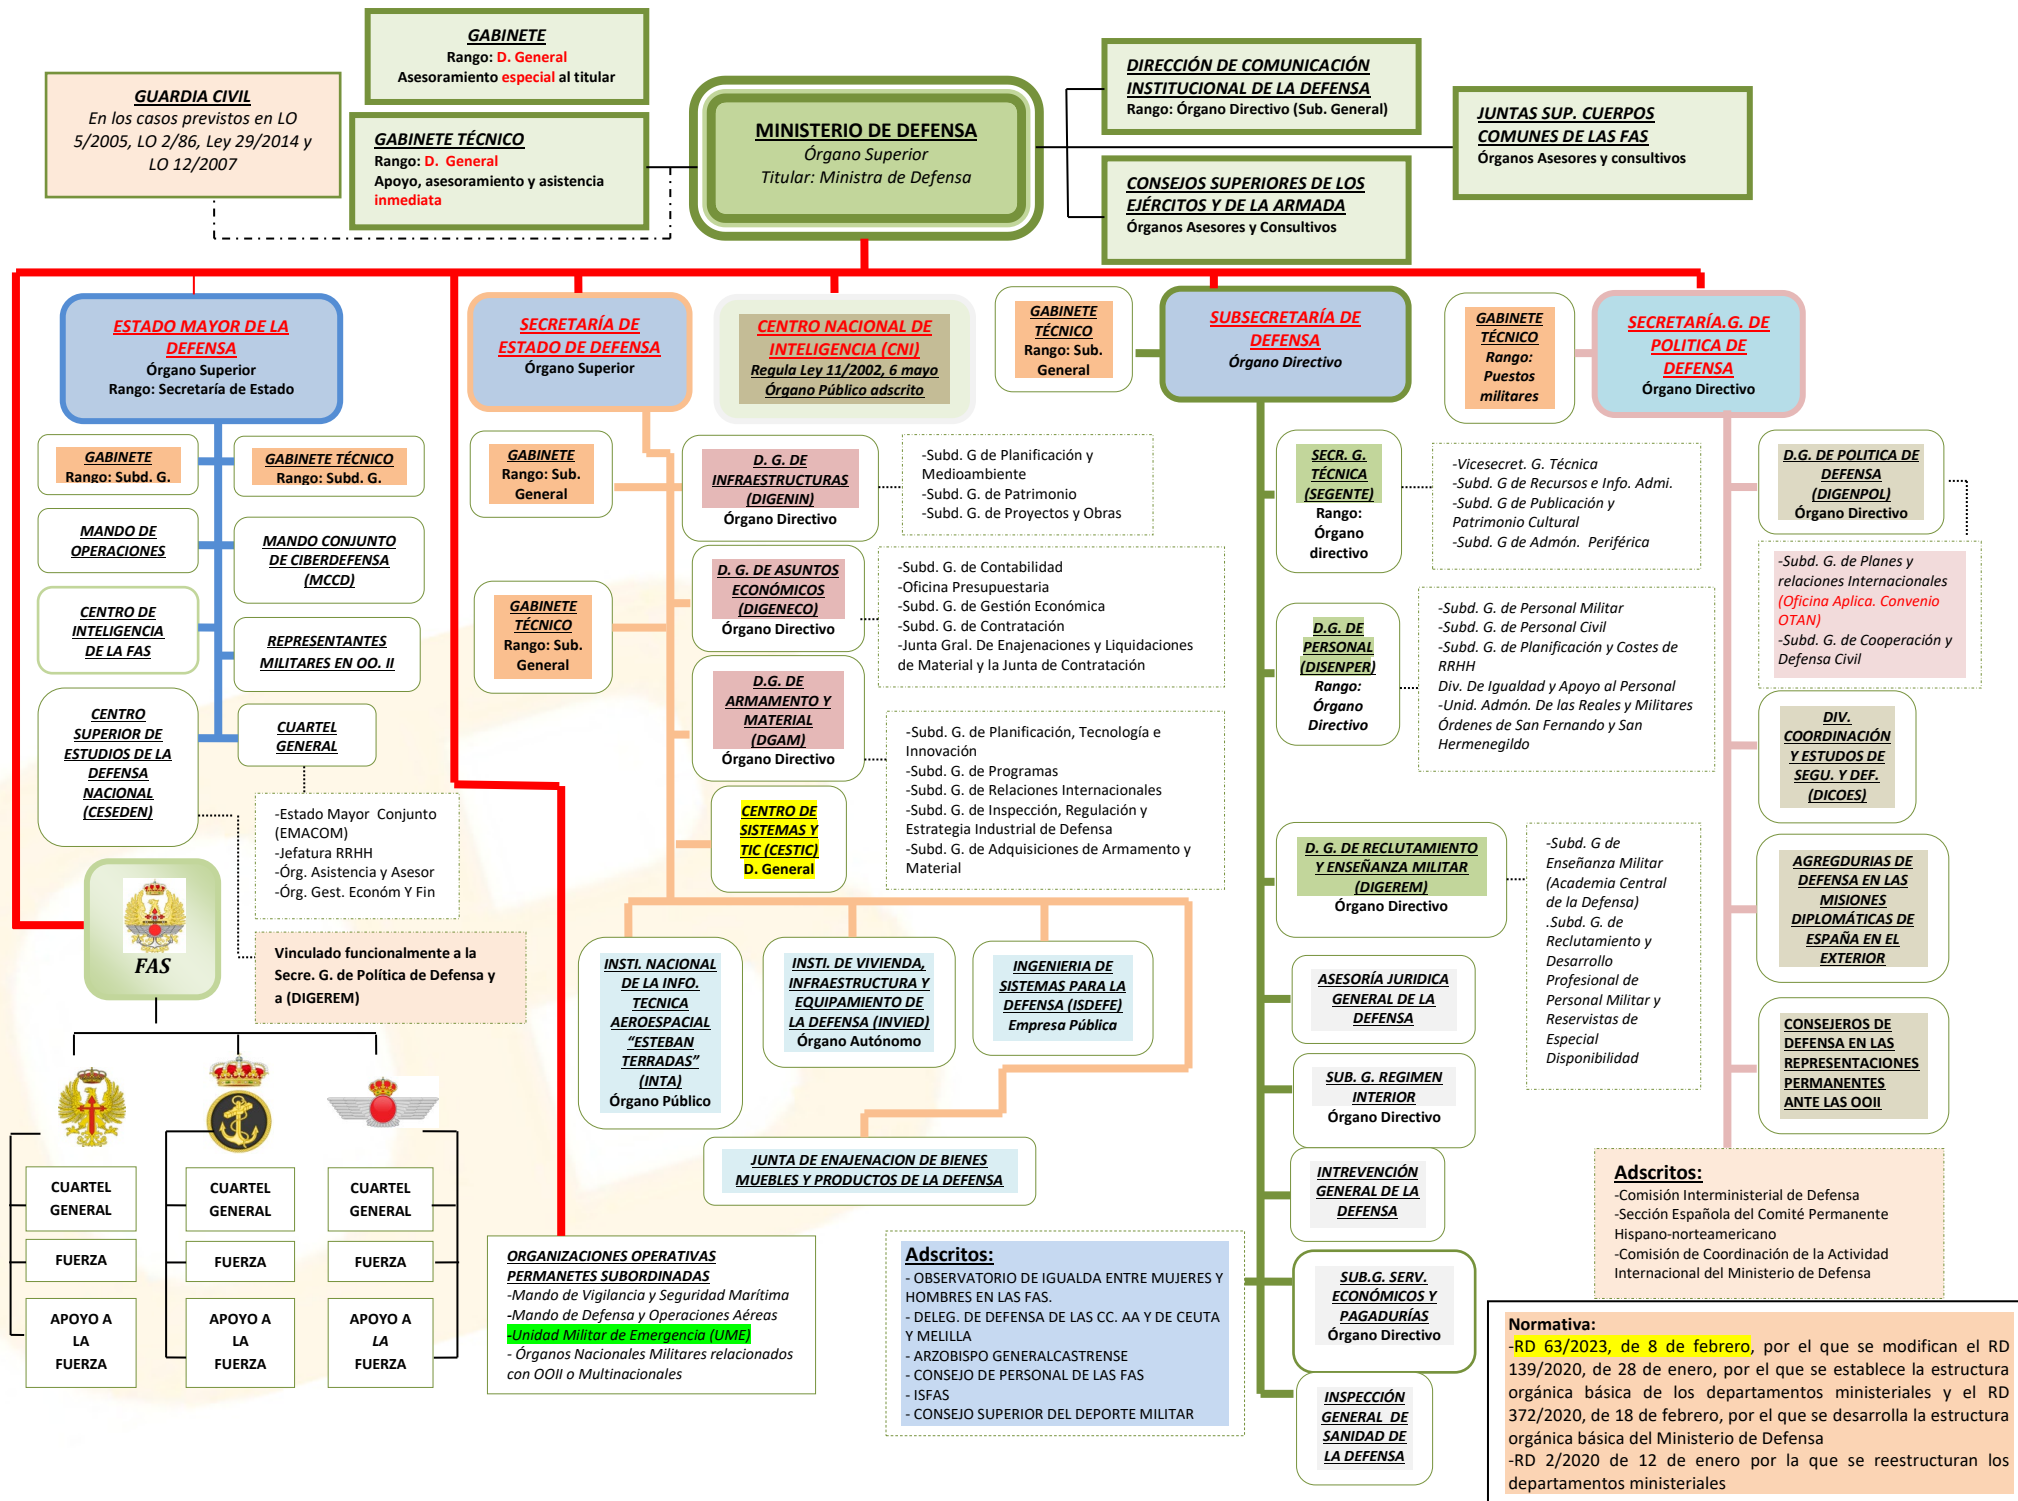 GABINETE
Rango: D. General
Asesoramiento especial al titular
GUARDIA CIVIL
En los casos previstos en LO
5/2005, LO 2/86, Ley 29/2014 y
LO 12/2007
GABINETE TÉCNICO
Rango: D. General
Apoyo, asesoramiento y asistencia
inmediata
MINISTERIO DE DEFENSA
Órgano Superior
Titular: Ministra de Defensa
DIRECCIÓN DE COMUNICACIÓN
INSTITUCIONAL DE LA DEFENSA
Rango: Órgano Directivo (Sub. General)
JUNTAS SUP. CUERPOS
COMUNES DE LAS FAS
Órganos Asesores y consultivos
CONSEJOS SUPERIORES DE LOS
EJÉRCITOS Y DE LA ARMADA
Órganos Asesores y Consultivos
ESTADO MAYOR DE LA
DEFENSA
Órgano Superior
Rango: Secretaría de Estado
GABINETE
Rango: Subd. G.
GABINETE TÉCNICO
Rango: Subd. G.
MANDO DE
OPERACIONES
MANDO CONJUNTO
DE CIBERDEFENSA
(MCCD)
CENTRO DE
INTELIGENCIA
DE LA FAS
REPRESENTANTES
MILITARES EN OO. II
CENTRO
SUPERIOR DE
ESTUDIOS DE LA
DEFENSA
NACIONAL
(CESEDEN)
CUARTEL
GENERAL
-Estado Mayor Conjunto
(EMACOM)
-Jefatura RRHH
-Órg. Asistencia y Asesor
-Órg. Gest. Económ Y Fin
FAS
Vinculado funcionalmente a la
Secre. G. de Política de Defensa y
a (DIGEREM)
CUARTEL
GENERAL
FUERZA
APOYO A
LA
FUERZA
CUARTEL
GENERAL
FUERZA
APOYO A
LA
FUERZA
CUARTEL
GENERAL
FUERZA
APOYO A
LA
FUERZA
ORGANIZACIONES OPERATIVAS
PERMANETES SUBORDINADAS
-Mando de Vigilancia y Seguridad Marítima
-Mando de Defensa y Operaciones Aéreas
-Unidad Militar de Emergencia (UME)
- Órganos Nacionales Militares relacionados
con OOII o Multinacionales
SECRETARÍA DE
ESTADO DE DEFENSA
Órgano Superior
GABINETE
Rango: Sub.
General
GABINETE
TÉCNICO
Rango: Sub.
General
D. G. DE
INFRAESTRUCTURAS
(DIGENIN)
Órgano Directivo
-Subd. G de Planificación y
Medioambiente
-Subd. G. de Patrimonio
-Subd. G. de Proyectos y Obras
D. G. DE ASUNTOS
ECONÓMICOS
(DIGENECO)
Órgano Directivo
-Subd. G. de Contabilidad
-Oficina Presupuestaria
-Subd. G. de Gestión Económica
-Subd. G. de Contratación
-Junta Gral. De Enajenaciones y Liquidaciones
de Material y la Junta de Contratación
D.G. DE
ARMAMENTO Y
MATERIAL
(DGAM)
Órgano Directivo
-Subd. G. de Planificación, Tecnología e
Innovación
-Subd. G. de Programas
-Subd. G. de Relaciones Internacionales
-Subd. G. de Inspección, Regulación y
Estrategia Industrial de Defensa
-Subd. G. de Adquisiciones de Armamento y
Material
CENTRO DE
SISTEMAS Y
TIC (CESTIC)
D. General
INSTI. NACIONAL
DE LA INFO.
TECNICA
AEROESPACIAL
“ESTEBAN
TERRADAS”
(INTA)
Órgano Público
INSTI. DE VIVIENDA,
INFRAESTRUCTURA Y
EQUIPAMIENTO DE
LA DEFENSA (INVIED)
Órgano Autónomo
INGENIERIA DE
SISTEMAS PARA LA
DEFENSA (ISDEFE)
Empresa Pública
JUNTA DE ENAJENACION DE BIENES
MUEBLES Y PRODUCTOS DE LA DEFENSA
CENTRO NACIONAL DE
INTELIGENCIA (CNI)
Regula Ley 11/2002, 6 mayo
Órgano Público adscrito
GABINETE
TÉCNICO
Rango: Sub.
General
SUBSECRETARÍA DE
DEFENSA
Órgano Directivo
SECR. G.
TÉCNICA
(SEGENTE)
Rango:
Órgano
directivo
-Vicesecret. G. Técnica
-Subd. G de Recursos e Info. Admi.
-Subd. G de Publicación y
Patrimonio Cultural
-Subd. G de Admón. Periférica
D.G. DE
PERSONAL
(DISENPER)
Rango:
Órgano
Directivo
-Subd. G. de Personal Militar
-Subd. G. de Personal Civil
-Subd. G. de Planificación y Costes de
RRHH
Div. De Igualdad y Apoyo al Personal
-Unid. Admón. De las Reales y Militares
Órdenes de San Fernando y San
Hermenegildo
D. G. DE RECLUTAMIENTO
Y ENSEÑANZA MILITAR
(DIGEREM)
Órgano Directivo
-Subd. G de
Enseñanza Militar
(Academia Central
de la Defensa)
.Subd. G. de
Reclutamiento y
Desarrollo
Profesional de
Personal Militar y
Reservistas de
Especial
Disponibilidad
ASESORÍA JURIDICA
GENERAL DE LA
DEFENSA
SUB. G. REGIMEN
INTERIOR
Órgano Directivo
INTREVENCIÓN
GENERAL DE LA
DEFENSA
SUB.G. SERV.
ECONÓMICOS Y
PAGADURÍAS
Órgano Directivo
INSPECCIÓN
GENERAL DE
SANIDAD DE
LA DEFENSA
Adscritos:
- OBSERVATORIO DE IGUALDA ENTRE MUJERES Y
HOMBRES EN LAS FAS.
- DELEG. DE DEFENSA DE LAS CC. AA Y DE CEUTA
Y MELILLA
- ARZOBISPO GENERALCASTRENSE
- CONSEJO DE PERSONAL DE LAS FAS
- ISFAS
- CONSEJO SUPERIOR DEL DEPORTE MILITAR
GABINETE
TÉCNICO
Rango:
Puestos
militares
SECRETARÍA.G. DE
POLITICA DE
DEFENSA
Órgano Directivo
D.G. DE POLITICA DE
DEFENSA
(DIGENPOL)
Órgano Directivo
-Subd. G. de Planes y
relaciones Internacionales
(Oficina Aplica. Convenio
OTAN)
-Subd. G. de Cooperación y
Defensa Civil
DIV.
COORDINACIÓN
Y ESTUDIOS DE
SEGU. Y DEF.
(DICOES)
AGREGDURIAS DE
DEFENSA EN LAS
MISIONES
DIPLOMÁTICAS DE
ESPAÑA EN EL
EXTERIOR
CONSEJEROS DE
DEFENSA EN LAS
REPRESENTACIONES
PERMANENTES
ANTE LAS OOII
Adscritos:
-Comisión Interministerial de Defensa
-Sección Española del Comité Permanente
Hispano-norteamericano
-Comisión de Coordinación de la Actividad
Internacional del Ministerio de Defensa
Normativa:
-RD 63/2023, de 8 de febrero, por el que se modifican el RD
139/2020, de 28 de enero, por el que se establece la estructura
orgánica básica de los departamentos ministeriales y el RD
372/2020, de 18 de febrero, por el que se desarrolla la estructura
orgánica básica del Ministerio de Defensa
-RD 2/2020 de 12 de enero por la que se reestructuran los
departamentos ministeriales